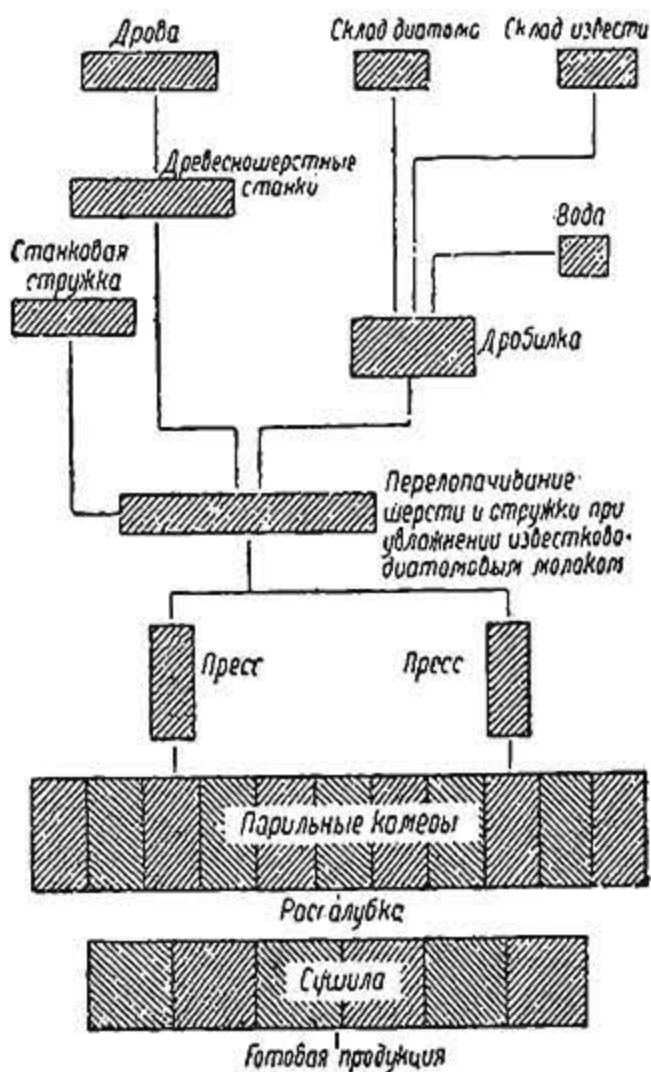 Дрова
Склад диатома
Склад извести
Древесношерстные
станки
Вода
Станковая
стружка
Дробилка
Перелопачивание
шерсти и стружки при
увлажнении известково-
диатомовым молоком
Пресс
Пресс
Парильные камеры
Распалубка
Сушила
Готовая продукция